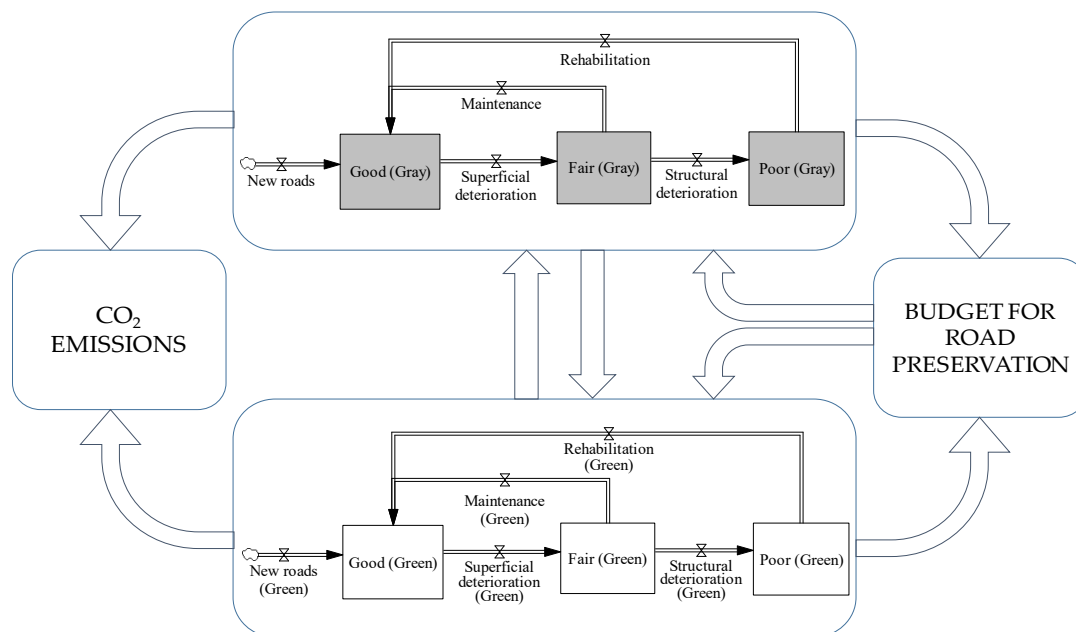 Rehabilitation
Maintenance
New roads
Good (Gray)
Superficial
deterioration
Fair (Gray)
Structural
deterioration
Poor (Gray)
CO₂
EMISSIONS
BUDGET FOR
ROAD
PRESERVATION
Rehabilitation
(Green)
Maintenance
(Green)
New roads
(Green)
Good (Green)
Superficial
deterioration
(Green)
Fair (Green)
Structural
deterioration
(Green)
Poor (Green)